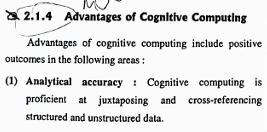 2.1.4 Advantages of Cognitive Computing
Advantages of cognitive computing include positive
outcomes in the following areas :
(1) Analytical accuracy : Cognitive computing is
proficient at juxtaposing and cross-referencing
structured and unstructured data.